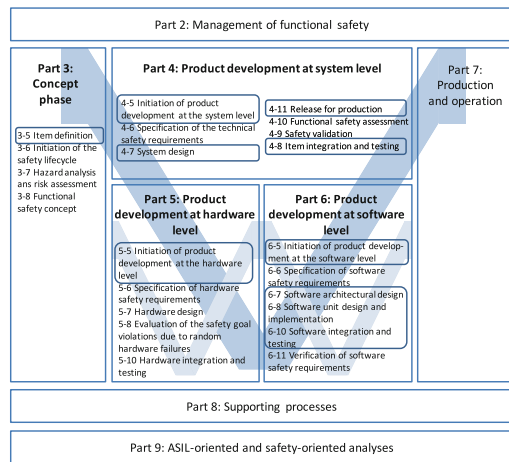 Part 2: Management of functional safety
Part 3:
Concept
phase
3-5 Item definition
3-6 Initiation of the
safety lifecycle
3-7 Hazard analysis
ans risk assessment
3-8 Functional
safety concept
Part 4: Product development at system level
4-5 Initiation of product
development at the system level
4-6 Specification of the technical
safety requirements
4-7 System design
4-11 Release for production
4-10 Functional safety assessment
4-9 Safety validation
4-8 Item integration and testing
Part 7:
Production
and operation
Part 5: Product
development at hardware
level
5-5 Initiation of product
development at the hardware
level
5-6 Specification of hardware
safety requirements
5-7 Hardware design
5-8 Evaluation of the safety goal
violations due to random
hardware failures
5-10 Hardware integration and
testing
Part 6: Product
development at software
level
6-5 Initiation of product develop-
ment at the software level
6-6 Specification of software
safety requirements
6-7 Software architectural design
6-8 Software unit design and
implementation
6-10 Software integration and
testing
6-11 Verification of software
safety requirements
Part 8: Supporting processes
Part 9: ASIL-oriented and safety-oriented analyses